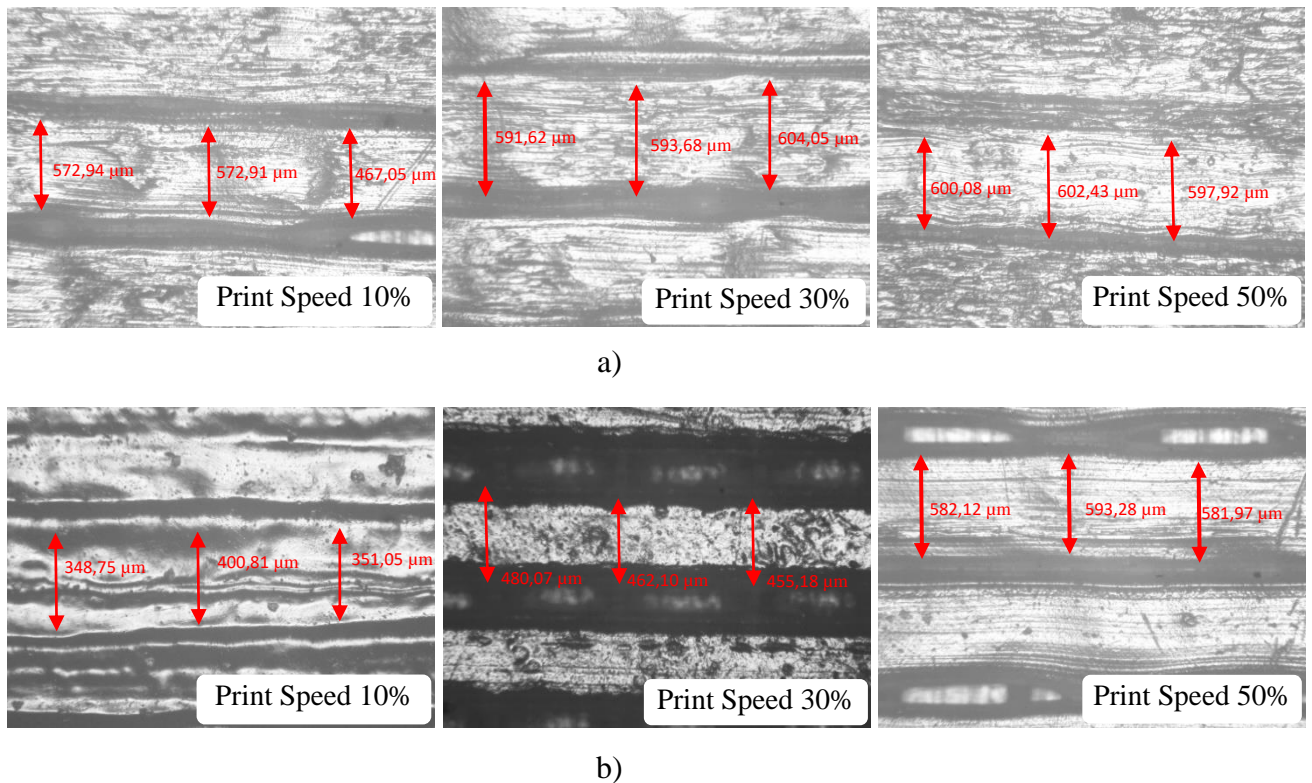 572,94 µm
572,91 µm
467,05 µm
Print Speed 10%
591,62 µm
593,68 µm
604,05 µm
Print Speed 30%
600,08 µm
602,43 µm
597,92 µm
Print Speed 50%
a)
348,75 µm
400,81 µm
351,05 µm
Print Speed 10%
480,07 µm
462,10 µm
455,18 µm
Print Speed 30%
582,12 µm
593,28 µm
581,97 µm
Print Speed 50%
b)